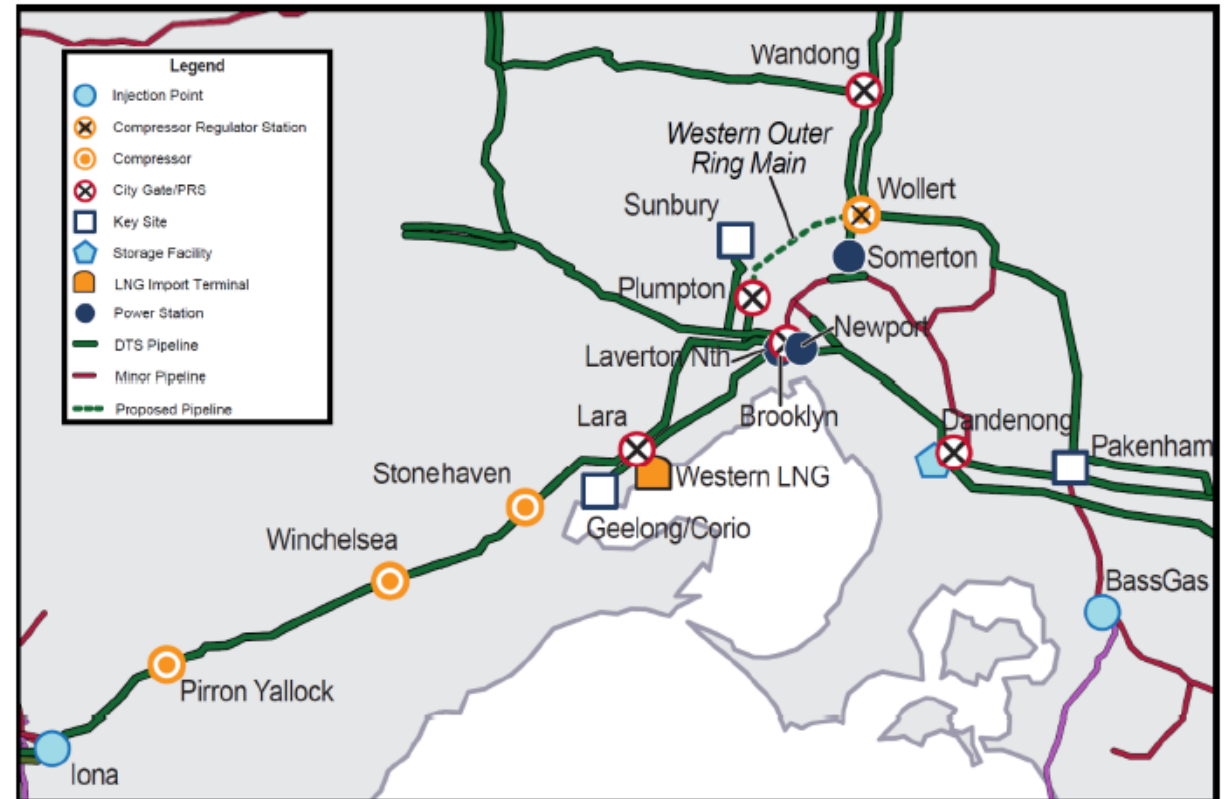 Legend
Injection Point
Compressor Regulator Station
Compressor
City Gate/PRS
Key Site
Storage Facility
LNG Import Terminal
Power Station
DTS Pipeline
Minor Pipeline
Proposed Pipeline
Wandong
Western Outer
Ring Main
Wollert
Sunbury
Somerton
Plumpton
Newport
Laverton Nth
Brooklyn
Lara
Dandenong
Pakenham
Stonehaven
Western LNG
Geelong/Corio
Winchelsea
BassGas
Pirron Yallock
Iona